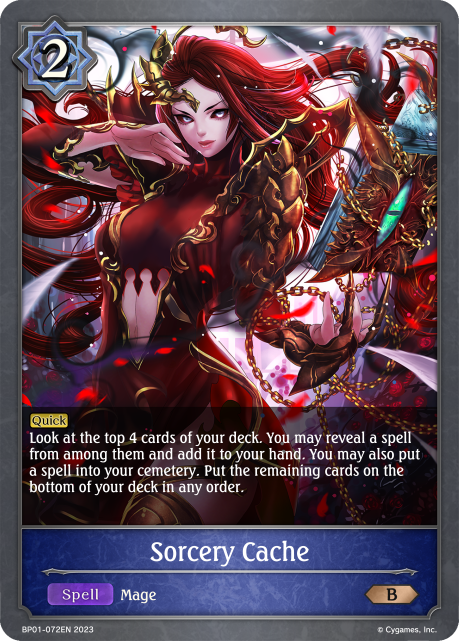 2
Quick
Look at the top 4 cards of your deck. You may reveal a spell
from among them and add it to your hand. You may also put
a spell into your cemetery. Put the remaining cards on the
bottom of your deck in any order.
Sorcery Cache
Spell Mage B
BP01-072EN 2023 © Cygames, Inc.